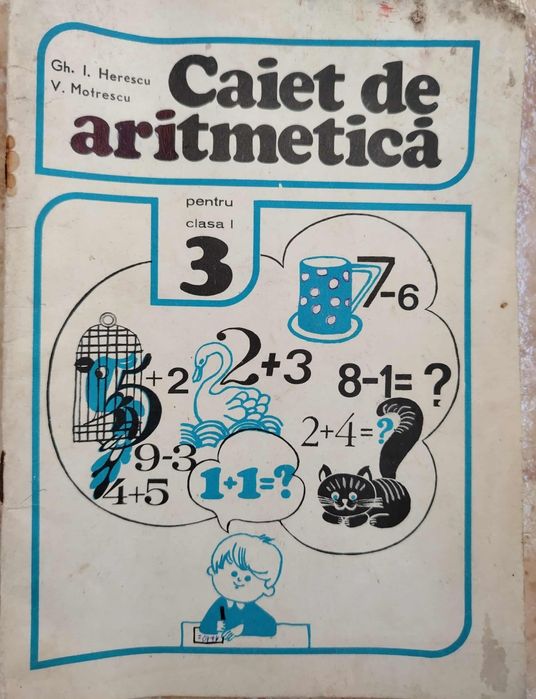 Gh. I. Herescu
V. Motrescu
Caiet de
aritmetică
pentru
clasa I
3
7-6
5+2
2+3
8-1=?
2+4=?
9-3
4+5
1+1=?